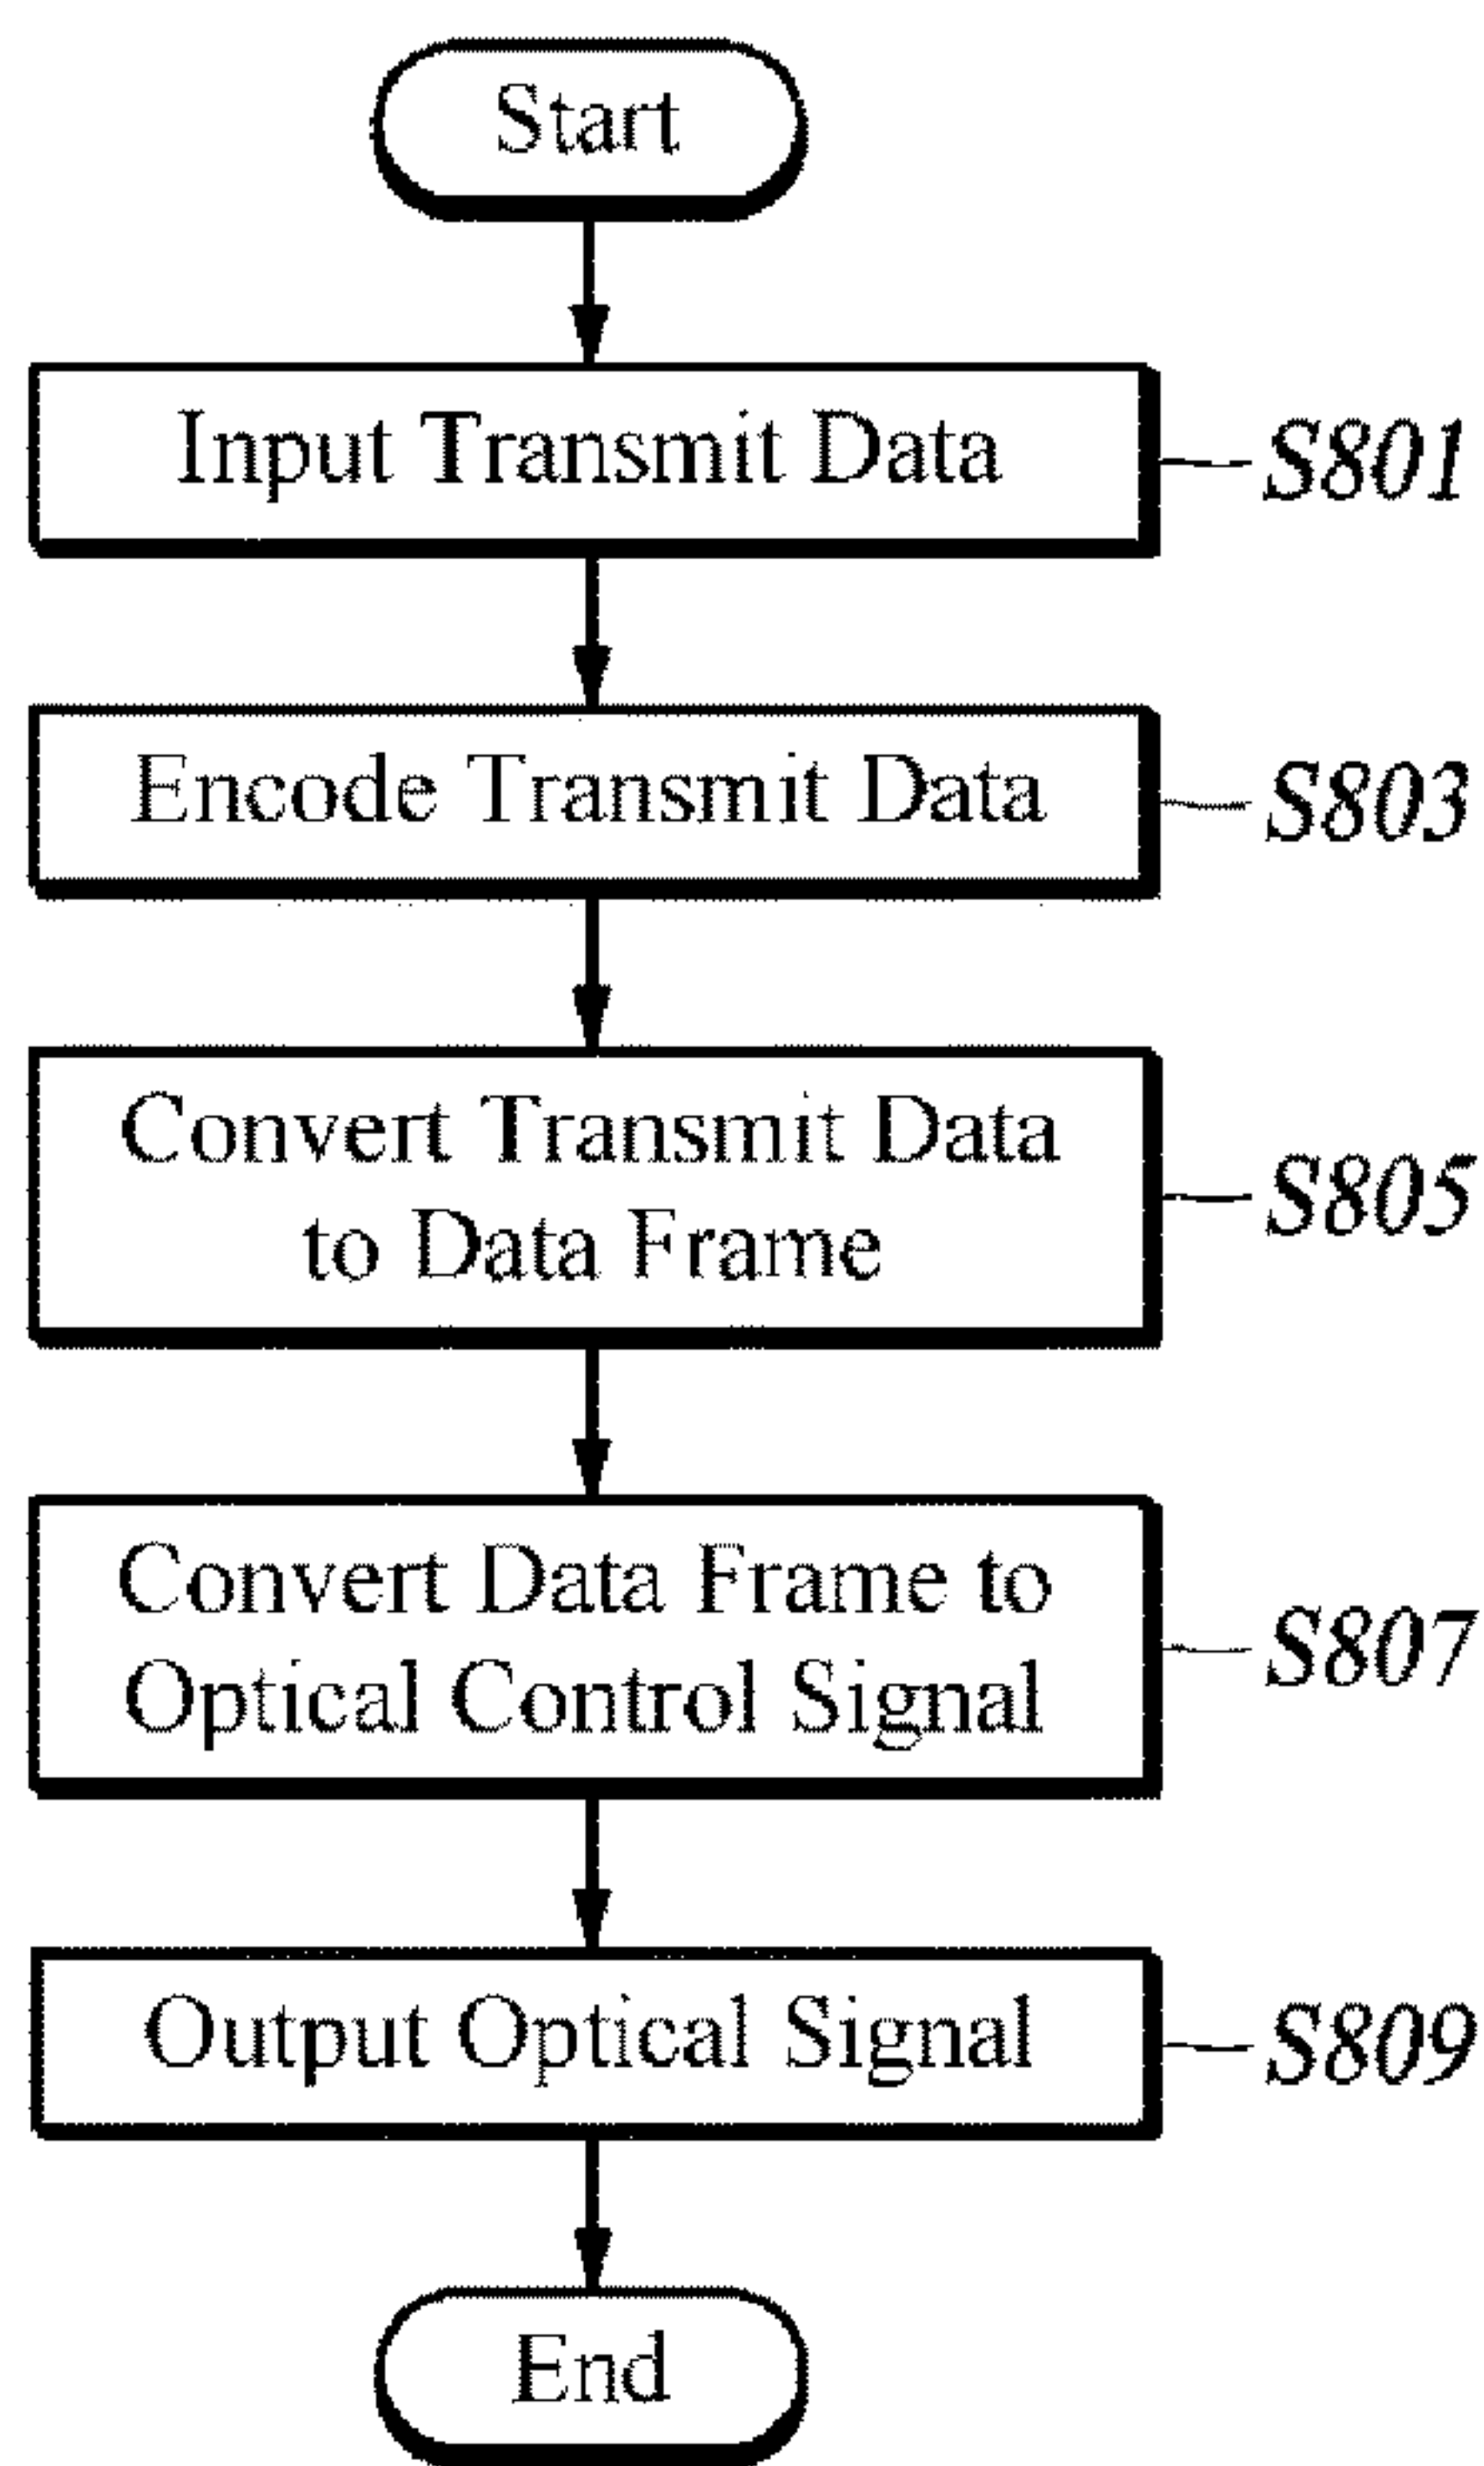 Start
Input Transmit Data
S801
Encode Transmit Data
S803
Convert Transmit Data
to Data Frame
S805
Convert Data Frame to
Optical Control Signal
S807
Output Optical Signal
S809
End